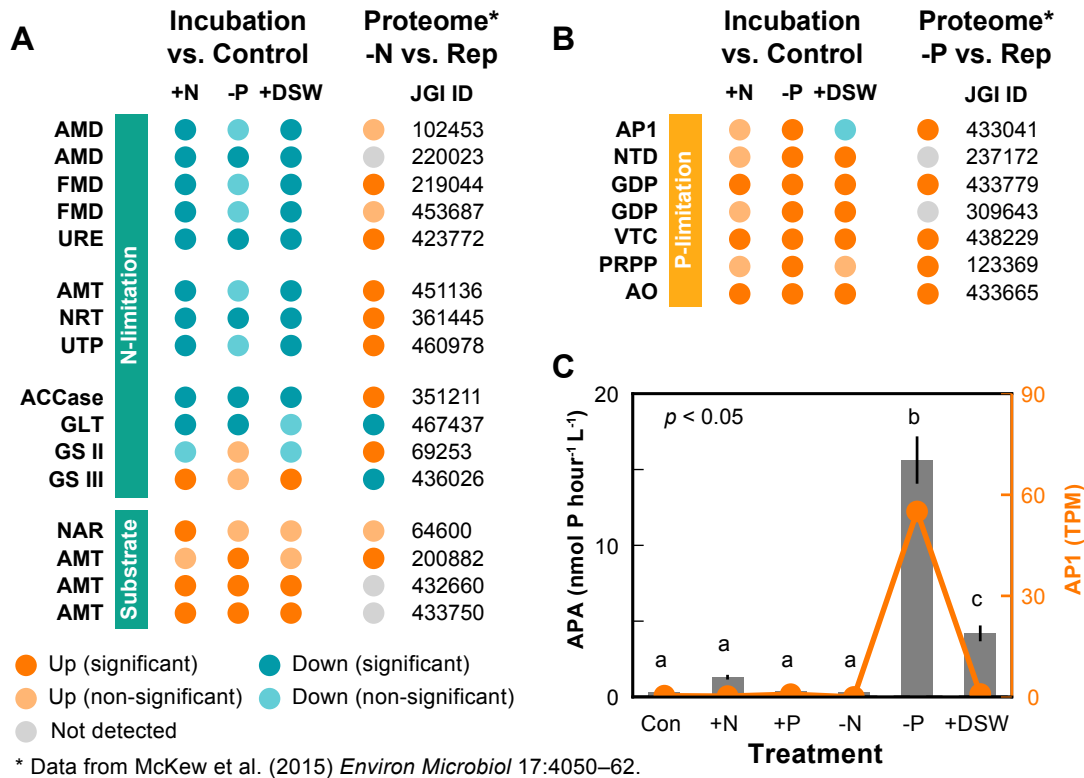 A
Incubation
vs. Control
Proteome*
-N vs. Rep
+N -P +DSW JGI ID
N-limitation
AMD 102453
AMD 220023
FMD 219044
FMD 453687
URE 423772
AMT 451136
NRT 361445
UTP 460978
ACCase 351211
GLT 467437
GS II 69253
GS III 436026
Substrate
NAR 64600
AMT 200882
AMT 432660
AMT 433750
Up (significant) Down (significant)
Up (non-significant) Down (non-significant)
Not detected
* Data from McKew et al. (2015) Environ Microbiol 17:4050–62.
B
Incubation
vs. Control
Proteome*
-P vs. Rep
+N -P +DSW JGI ID
P-limitation
AP1 433041
NTD 237172
GDP 433779
GDP 309643
VTC 438229
PRPP 123369
AO 433665
C
p < 0.05
APA (nmol P hour⁻¹ L⁻¹)
20
10
0
a a a a b c
90
60
30
0
AP1 (TPM)
Con +N +P -N -P +DSW
Treatment